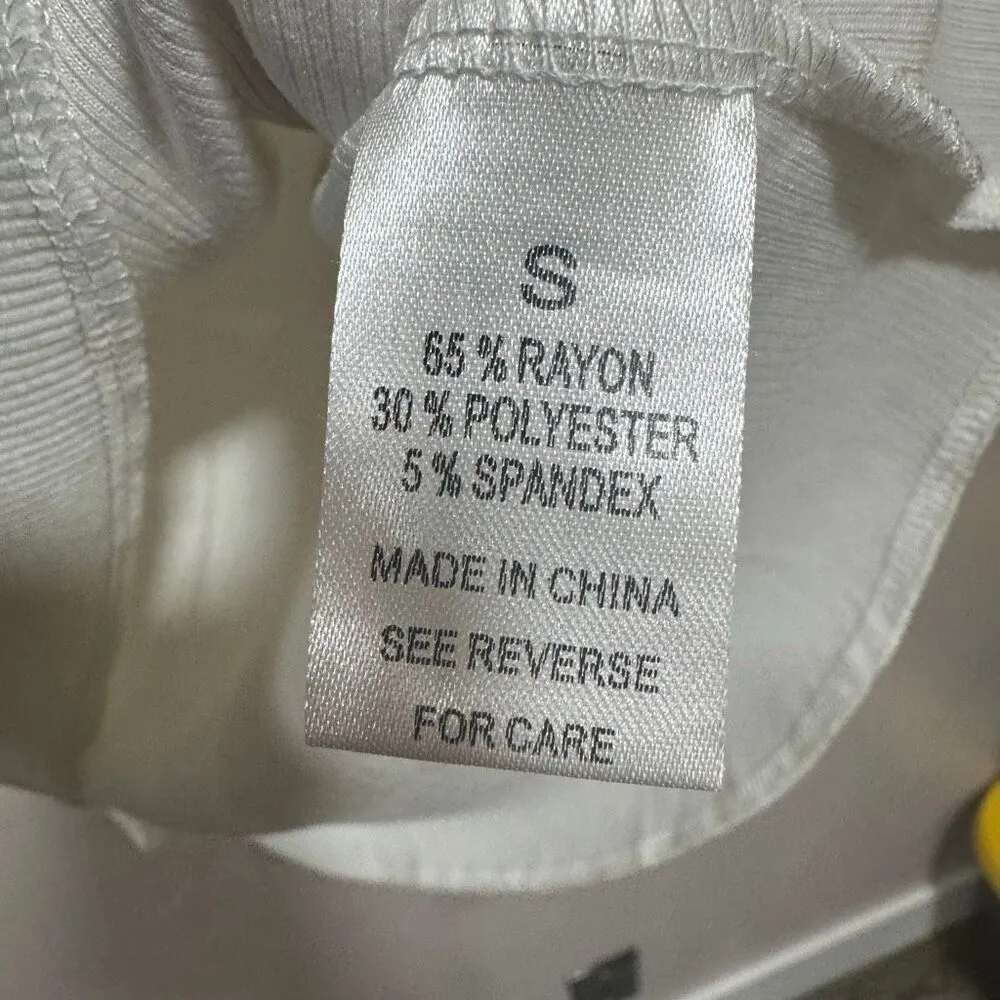 S
65 % RAYON
30 % POLYESTER
5 % SPANDEX
MADE IN CHINA
SEE REVERSE
FOR CARE